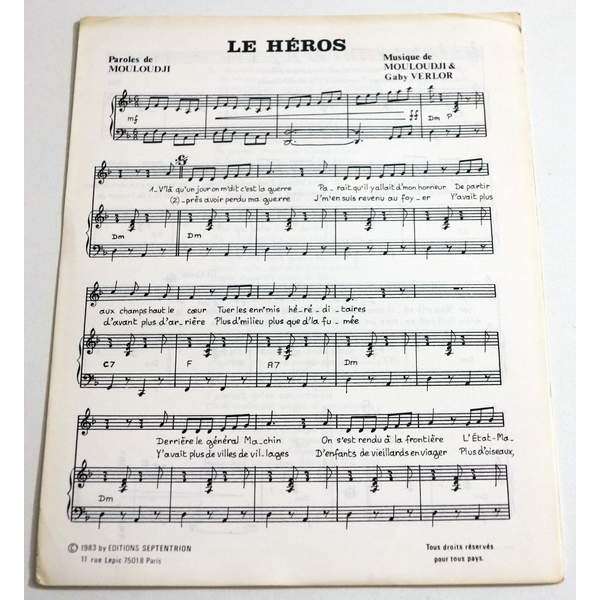 LE HÉROS
Paroles de
MOULOUDJI
Musique de
MOULOUDJI &
Gaby VERLOR
mf ff Dm P
1_V'là qu'un jour on m'dit c'est la guerre Pa_rait qu'il y allait d'mon honneur De partir
(2)_près avoir perdu ma guerre J'm'en suis revenu au foy_er Y'avait plus
Dm Dm
aux champs haut le cœur Tuer les enn'mis hé_ré_di_taires
d'avant plus d'ar_rière Plus d'milieu plus que d'la fu_mée
C7 F A7 Dm
Derrière le général Ma_chin On s'est rendu à la frontière L'État_Ma_
Y'avait plus de villes de vil_lages D'enfants de vieillards en viager Plus d'oiseaux,
Dm
© 1983 by EDITIONS SEPTENTRION
11 rue Lepic 75018 Paris
Tous droits réservés
pour tous pays.